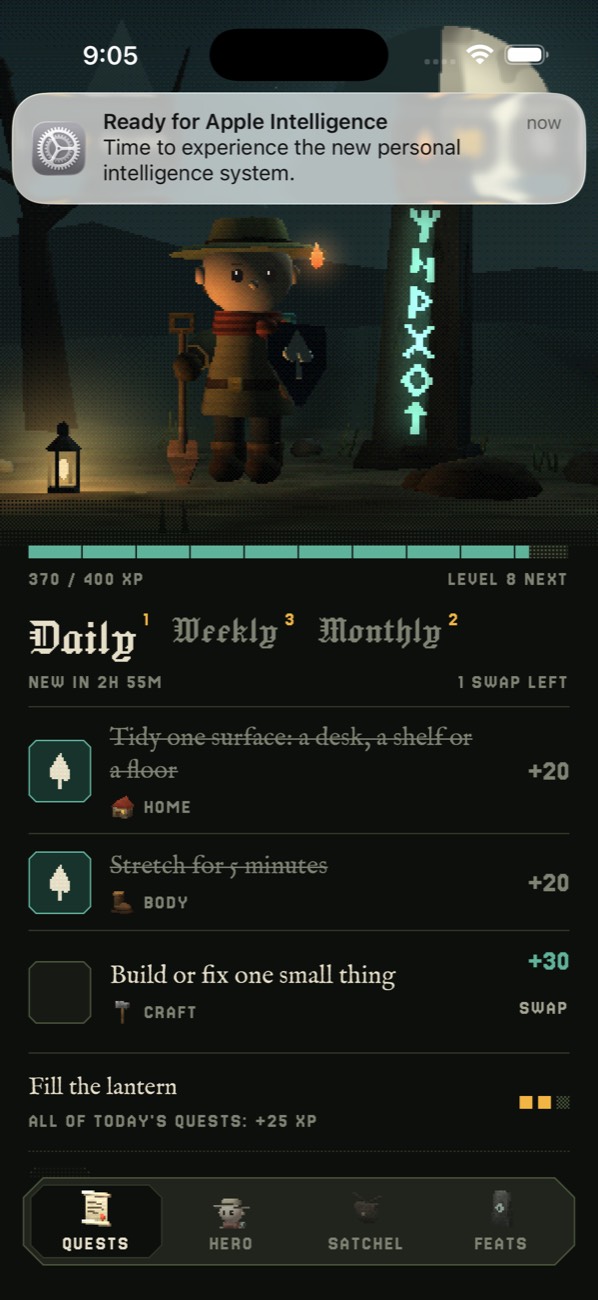 9:05
Ready for Apple Intelligence
now
Time to experience the new personal
intelligence system.
370 / 400 XP
LEVEL 8 NEXT
Daily 1
Weekly 3
Monthly 2
NEW IN 2H 55M
1 SWAP LEFT
Tidy one surface: a desk, a shelf or
a floor
+20
HOME
Stretch for 5 minutes
+20
BODY
Build or fix one small thing
+30
CRAFT
SWAP
Fill the lantern
ALL OF TODAY'S QUESTS: +25 XP
QUESTS
HERO
SATCHEL
FEATS